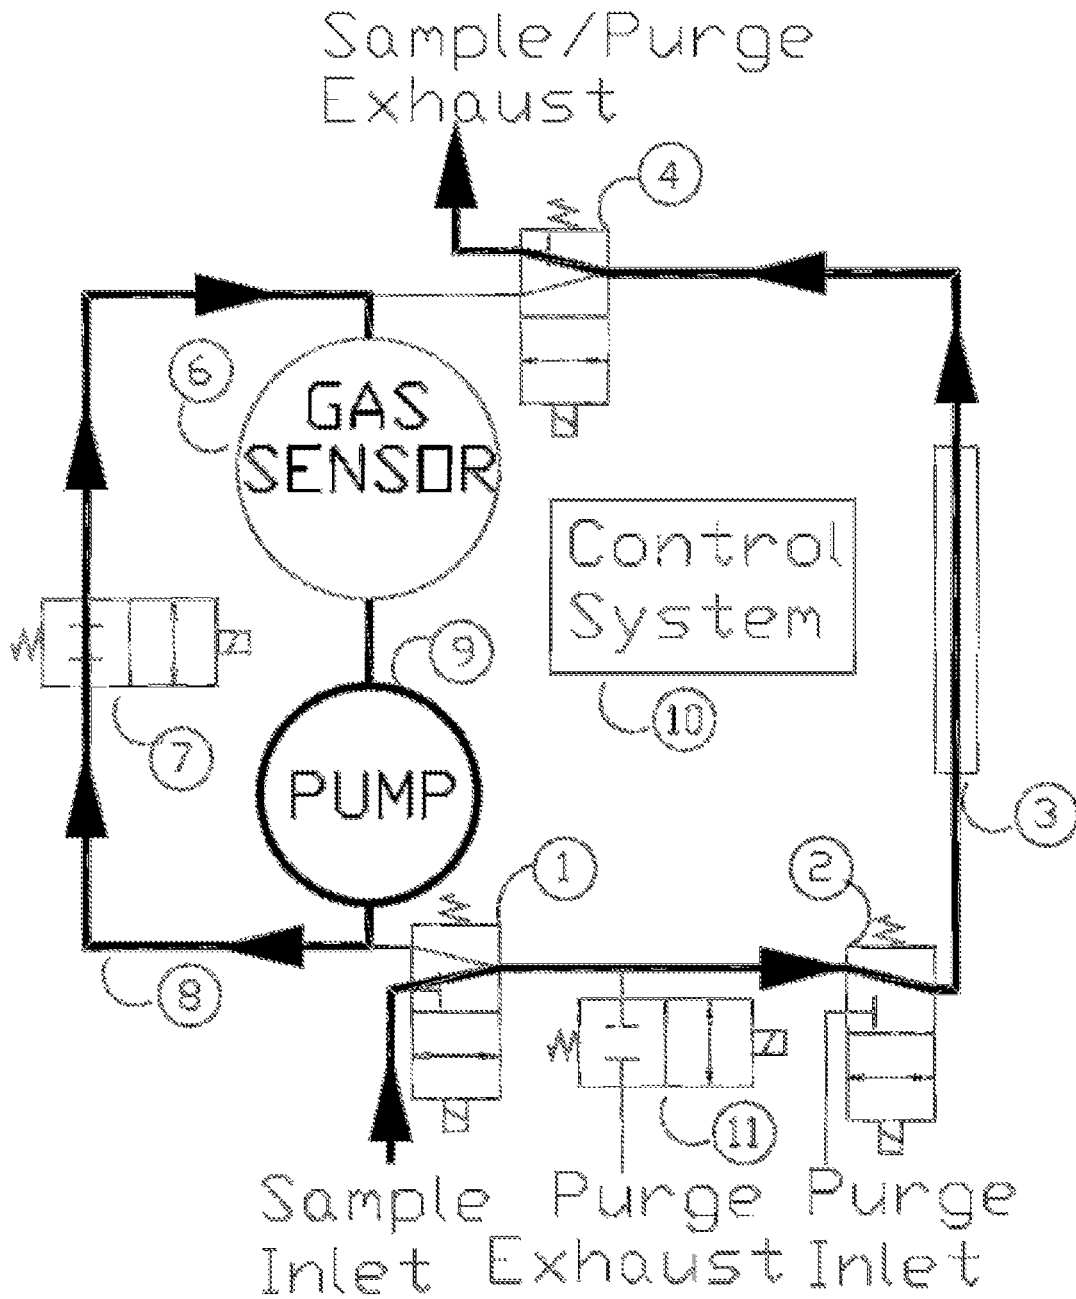 Sample/Purge
Exhaust
4
6
GAS
SENSOR
Control
System
9
10
7
PUMP
3
1
2
8
11
Sample
Inlet
Purge
Exhaust
Purge
Inlet